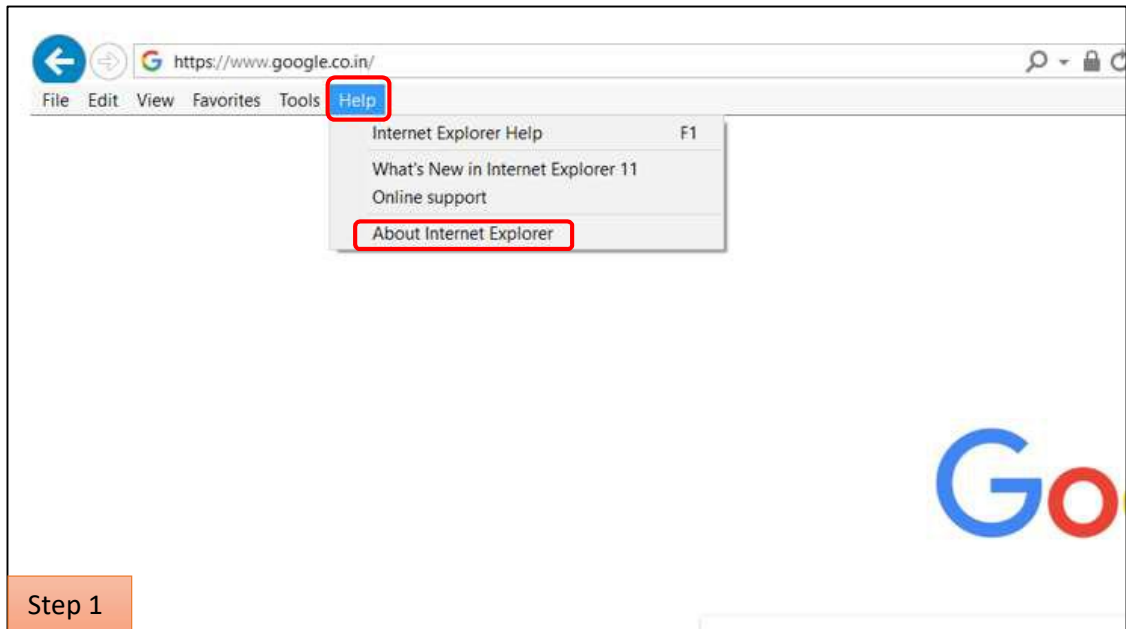 https://www.google.co.in/
File Edit View Favorites Tools Help
Internet Explorer Help F1
What's New in Internet Explorer 11
Online support
About Internet Explorer
Step 1